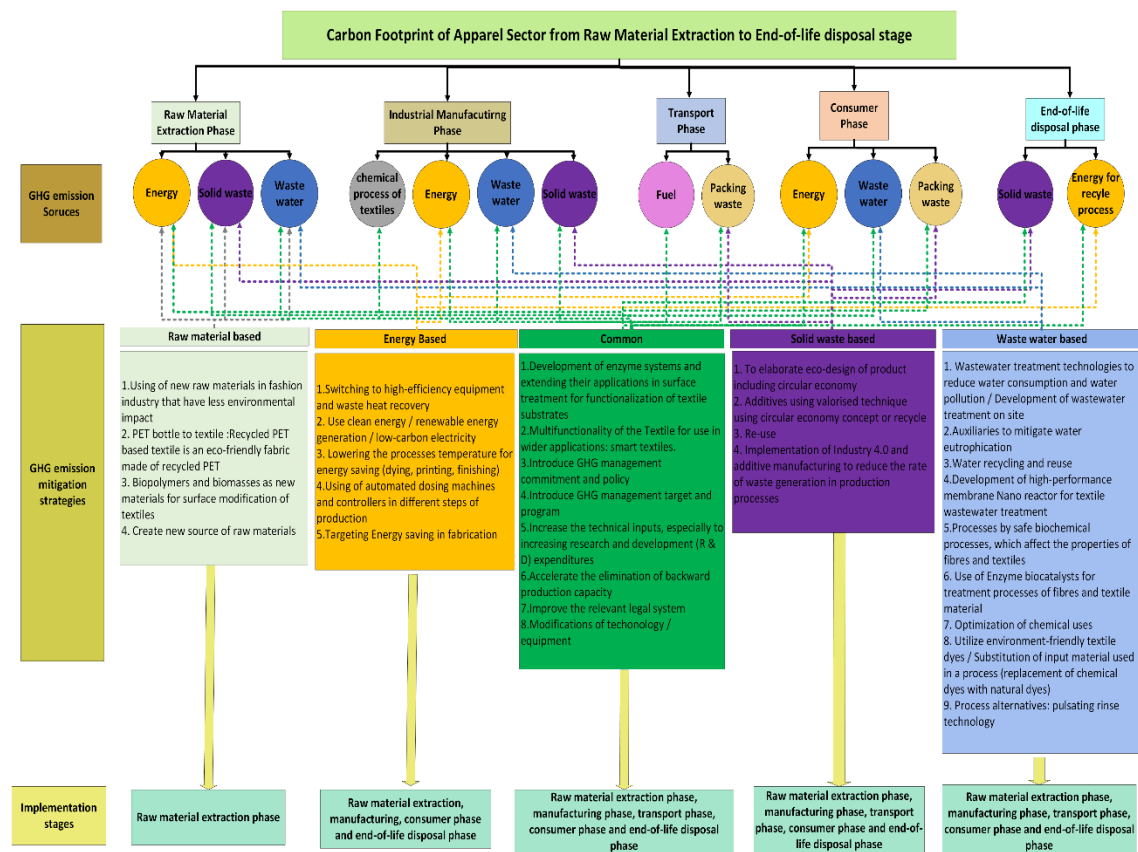 Carbon Footprint of Apparel Sector from Raw Material Extraction to End-of-life disposal stage
Raw Material
Extraction Phase
Industrial Manufacutirng
Phase
Transport
Phase
Consumer
Phase
End-of-life
disposal phase
GHG emission
Soruces
Energy
Solid waste
Waste
water
chemical
process of
textiles
Energy
Waste
water
Solid waste
Fuel
Packing
waste
Energy
Waste
water
Packing
waste
Solid waste
Energy for
recyle
process
GHG emission
mitigation
strategies
Raw material based
1.Using of new raw materials in fashion
industry that have less environmental
impact
2. PET bottle to textile :Recycled PET
based textile is an eco-friendly fabric
made of recycled PET
3. Biopolymers and biomasses as new
materials for surface modification of
textiles
4. Create new source of raw materials
Energy Based
1.Switching to high-efficiency equipment
and waste heat recovery
2. Use clean energy / renewable energy
generation / low-carbon electricity
3. Lowering the processes temperature for
energy saving (dying, printing, finishing)
4.Using of automated dosing machines
and controllers in different steps of
production
5.Targeting Energy saving in fabrication
Common
1.Development of enzyme systems and
extending their applications in surface
treatment for functionalization of textile
substrates
2.Multifunctionality of the Textile for use in
wider applications: smart textiles.
3.Introduce GHG management
commitment and policy
4.Introduce GHG management target and
program
5.Increase the technical inputs, especially to
increasing research and development (R &
D) expenditures
6.Accelerate the elimination of backward
production capacity
7.Improve the relevant legal system
8.Modifications of techonology /
equipment
Solid waste based
1. To elaborate eco-design of product
including circular economy
2. Additives using valorised technique
using circular economy concept or recycle
3. Re-use
4. Implementation of Industry 4.0 and
additive manufacturing to reduce the rate
of waste generation in production
processes
Waste water based
1. Wastewater treatment technologies to
reduce water consumption and water
pollution / Development of wastewater
treatment on site
2.Auxiliaries to mitigate water
eutrophication
3.Water recycling and reuse
4.Development of high-performance
membrane Nano reactor for textile
wastewater treatment
5.Processes by safe biochemical
processes, which affect the properties of
fibres and textiles
6. Use of Enzyme biocatalysts for
treatment processes of fibres and textile
material
7. Optimization of chemical uses
8. Utilize environment-friendly textile
dyes / Substitution of input material used
in a process (replacement of chemical
dyes with natural dyes)
9. Process alternatives: pulsating rinse
technology
Implementation
stages
Raw material extraction phase
Raw material extraction,
manufacturing, consumer phase
and end-of-life disposal phase
Raw material extraction phase,
manufacturing phase, transport phase,
consumer phase and end-of-life disposal
phase
Raw material extraction phase,
manufacturing phase, transport
phase, consumer phase and end-of-
life disposal phase
Raw material extraction phase,
manufacturing phase, transport phase,
consumer phase and end-of-life disposal
phase